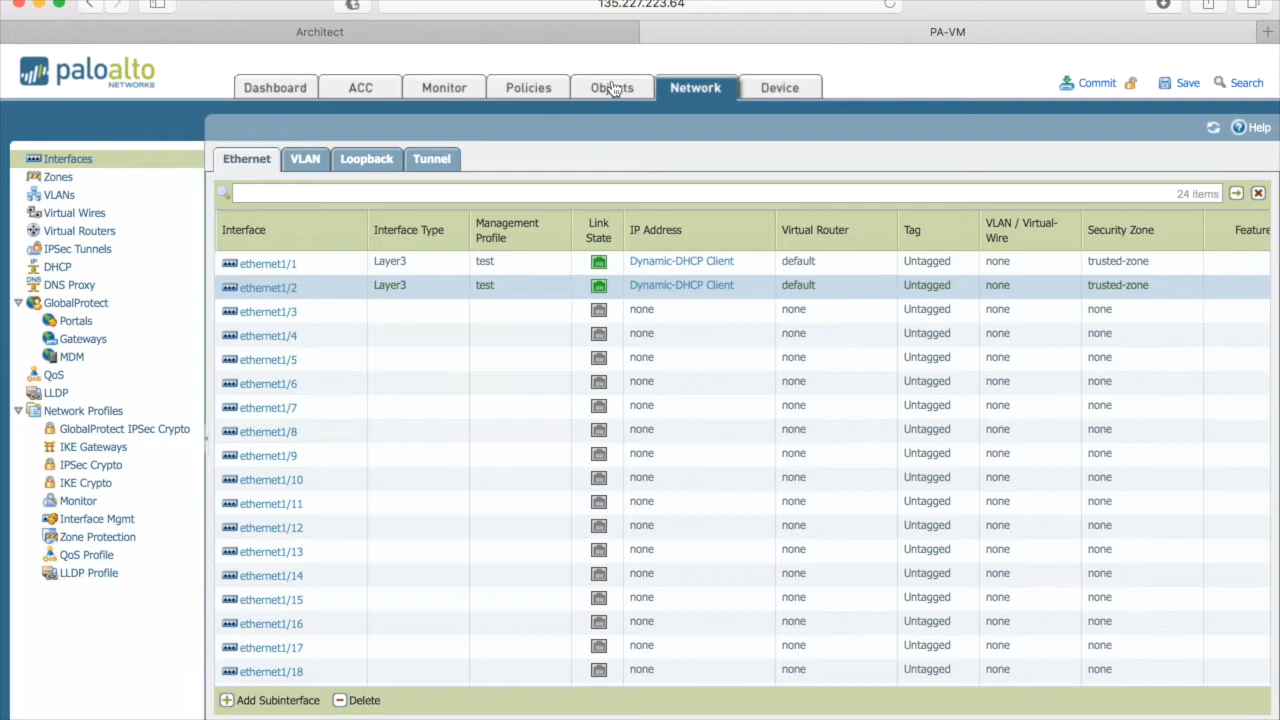 135.227.223.64
Architect
PA-VM
paloalto
NETWORKS
Dashboard ACC Monitor Policies Objects Network Device
Commit Save Search
Help
Interfaces
Zones
VLANs
Virtual Wires
Virtual Routers
IPSec Tunnels
DHCP
DNS Proxy
GlobalProtect
Portals
Gateways
MDM
QoS
LLDP
Network Profiles
GlobalProtect IPSec Crypto
IKE Gateways
IPSec Crypto
IKE Crypto
Monitor
Interface Mgmt
Zone Protection
QoS Profile
LLDP Profile
Ethernet VLAN Loopback Tunnel
24 items
Interface Interface Type Management Profile Link State IP Address Virtual Router Tag VLAN / Virtual-Wire Security Zone Feature
ethernet1/1 Layer3 test Dynamic-DHCP Client default Untagged none trusted-zone
ethernet1/2 Layer3 test Dynamic-DHCP Client default Untagged none trusted-zone
ethernet1/3 none none Untagged none none
ethernet1/4 none none Untagged none none
ethernet1/5 none none Untagged none none
ethernet1/6 none none Untagged none none
ethernet1/7 none none Untagged none none
ethernet1/8 none none Untagged none none
ethernet1/9 none none Untagged none none
ethernet1/10 none none Untagged none none
ethernet1/11 none none Untagged none none
ethernet1/12 none none Untagged none none
ethernet1/13 none none Untagged none none
ethernet1/14 none none Untagged none none
ethernet1/15 none none Untagged none none
ethernet1/16 none none Untagged none none
ethernet1/17 none none Untagged none none
ethernet1/18 none none Untagged none none
Add Subinterface Delete